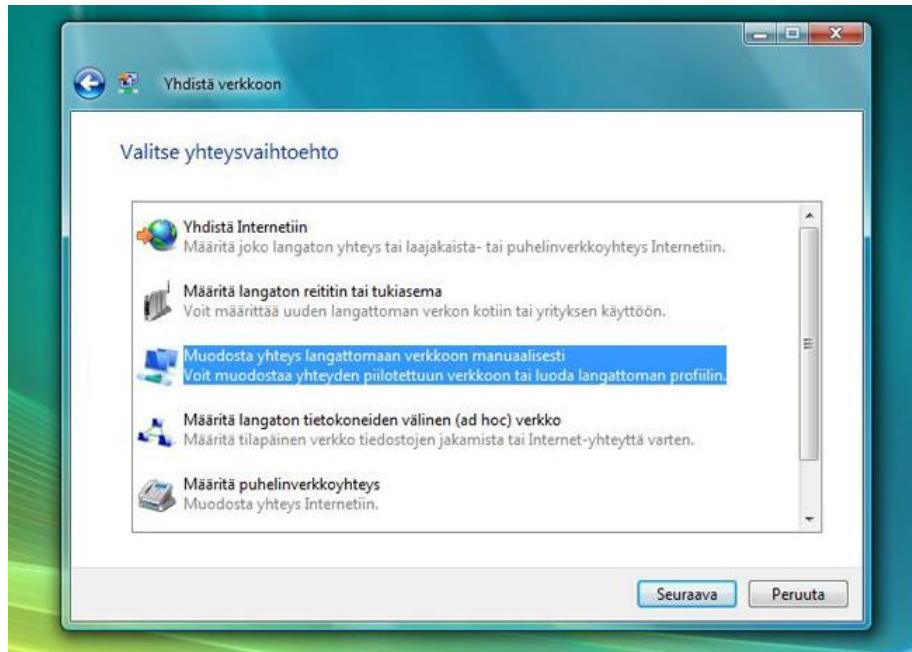 Yhdistä verkkoon
Valitse yhteysvaihtoehto
Yhdistä Internetiin
Määritä joko langaton yhteys tai laajakaista- tai puhelinverkkoyhteys Internetiin.
Määritä langaton reititin tai tukiasema
Voit määrittää uuden langattoman verkon kotiin tai yrityksen käyttöön.
Muodosta yhteys langattomaan verkkoon manuaalisesti
Voit muodostaa yhteyden piilotettuun verkkoon tai luoda langattoman profiilin.
Määritä langaton tietokoneiden välinen (ad hoc) verkko
Määritä tilapäinen verkko tiedostojen jakamista tai Internet-yhteyttä varten.
Määritä puhelinverkkoyhteys
Muodosta yhteys Internetiin.
Seuraava Peruuta